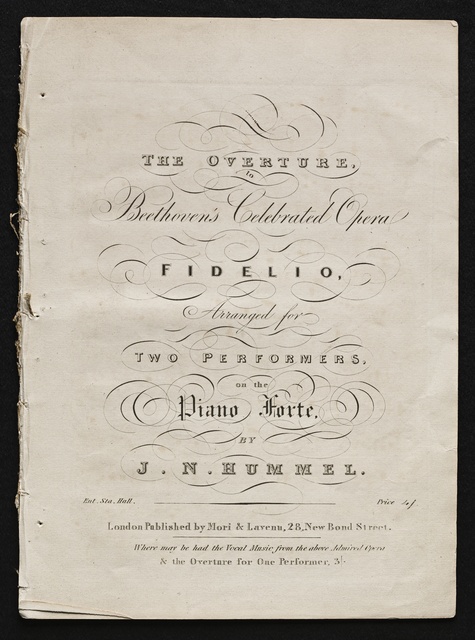 THE OVERTURE,
to
Beethoven's Celebrated Opera
FIDELIO,
Arranged for
TWO PERFORMERS,
on the
Piano Forte,
BY
J. N. HUMMEL.
Ent. Sta. Hall. Price 4/
London Published by Mori & Lavenu, 28, New Bond Street.
Where may be had the Vocal Music from the above Admired Opera
& the Overture for One Performer, 3/-